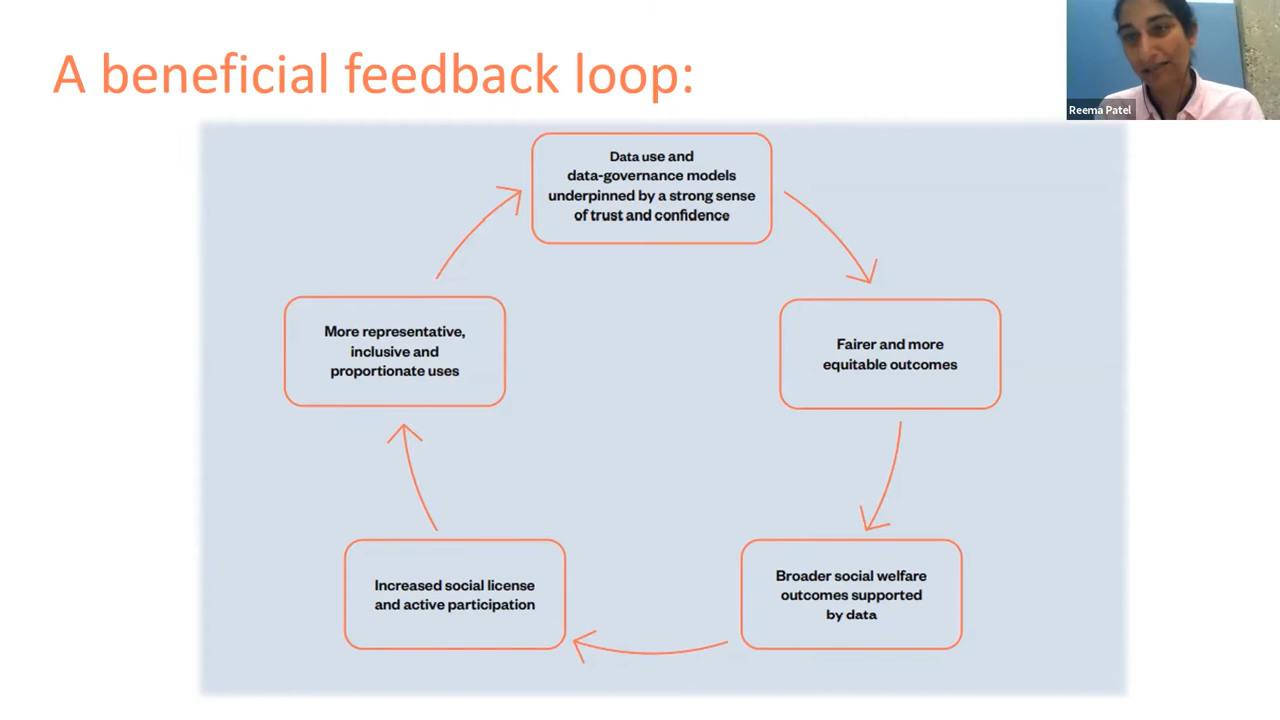 A beneficial feedback loop:
Reema Patel
Data use and
data-governance models
underpinned by a strong sense
of trust and confidence
Fairer and more
equitable outcomes
Broader social welfare
outcomes supported
by data
Increased social license
and active participation
More representative,
inclusive and
proportionate uses